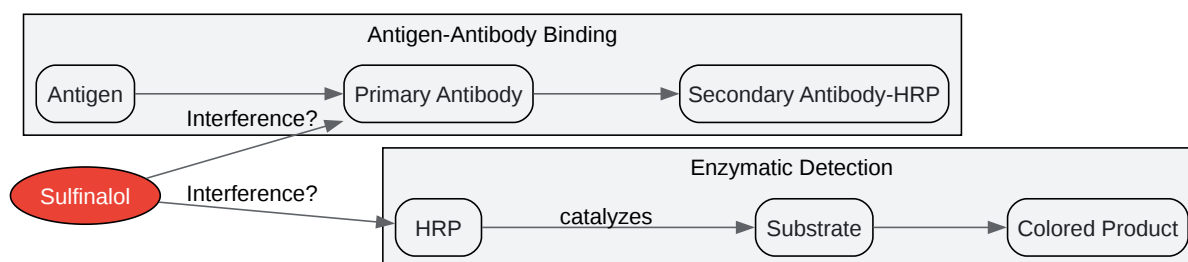 Antigen-Antibody Binding
Antigen
Primary Antibody
Secondary Antibody-HRP
Interference?
Sulfinalol
Interference?
Enzymatic Detection
HRP
catalyzes
Substrate
Colored Product